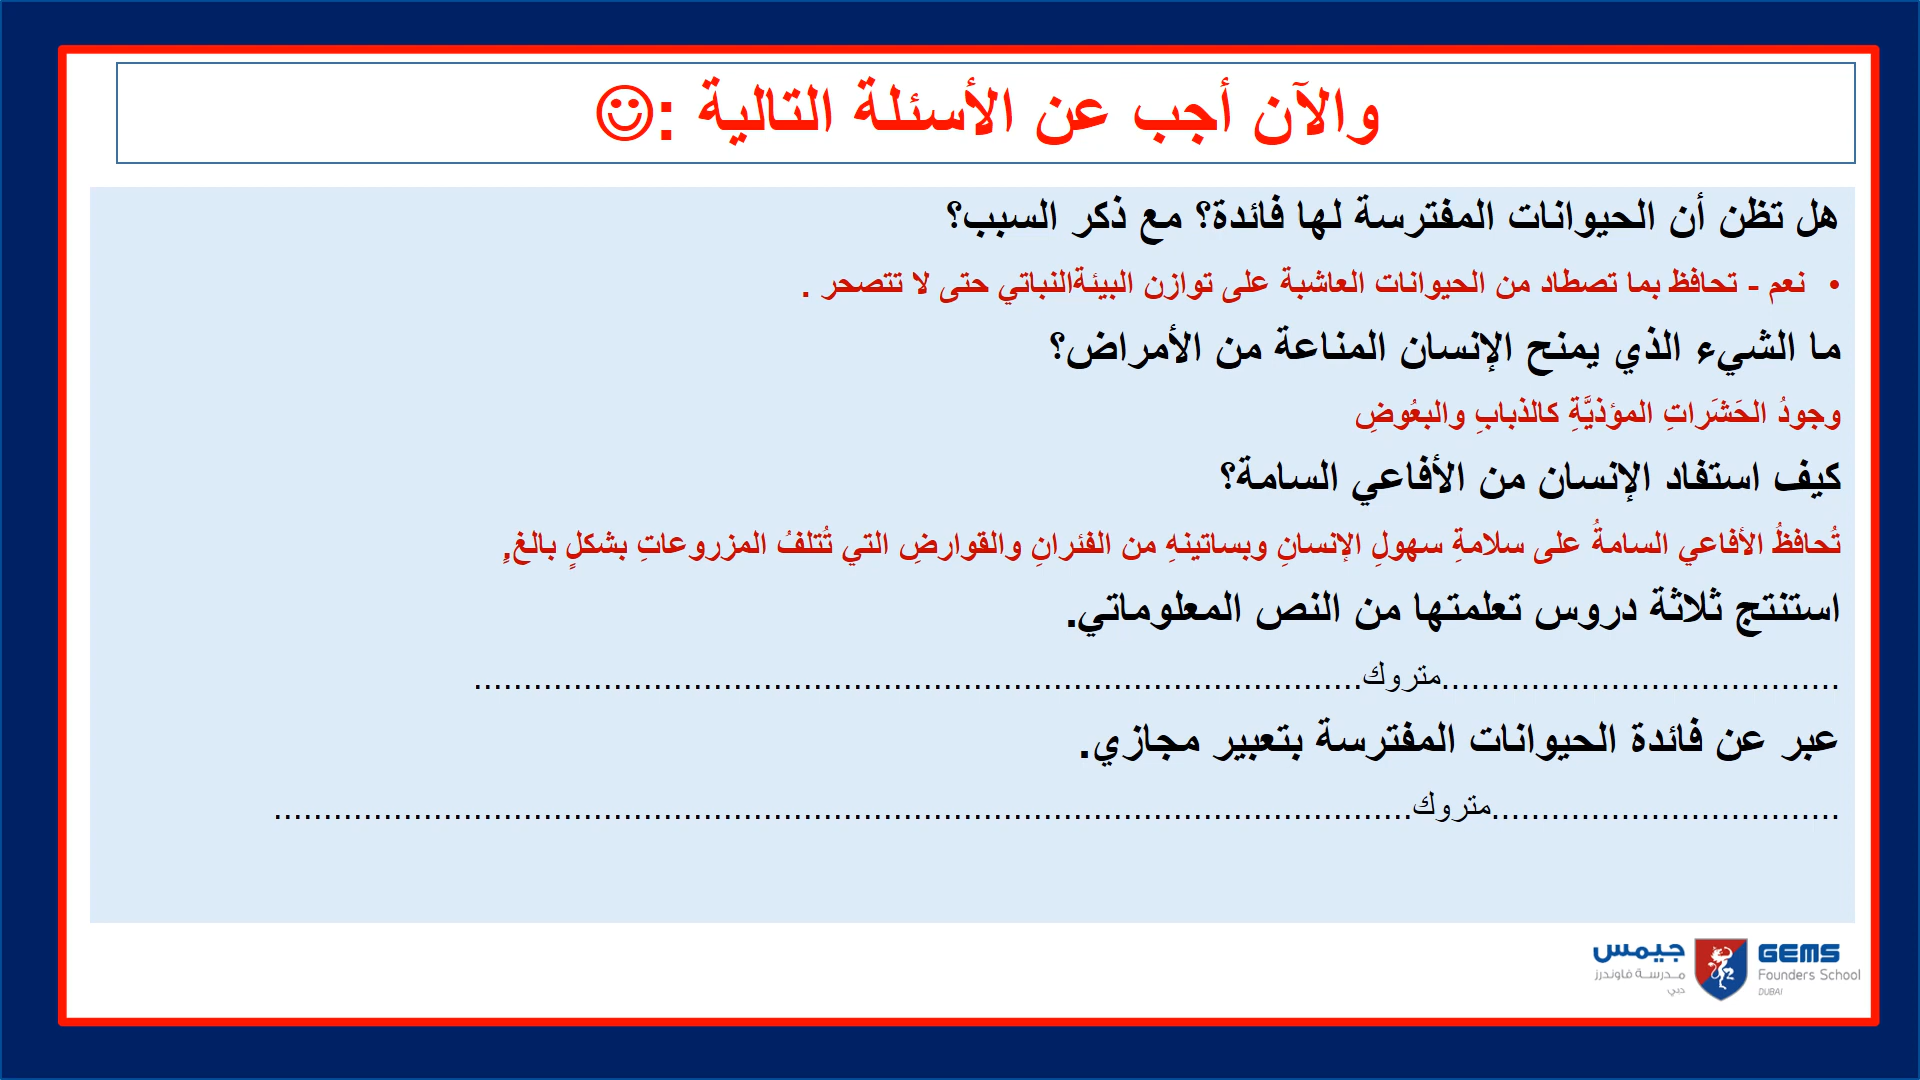 والآن أجب عن الأسئلة التالية :☺
هل تظن أن الحيوانات المفترسة لها فائدة؟ مع ذكر السبب؟
• نعم - تحافظ بما تصطاد من الحيوانات العاشبة على توازن البيئةالنباتي حتى لا تتصحر .
ما الشيء الذي يمنح الإنسان المناعة من الأمراض؟
وجودُ الحَشَراتِ المؤذيَّةِ كالذبابِ والبعُوضِ
كيف استفاد الإنسان من الأفاعي السامة؟
تُحافظُ الأفاعي السامةُ على سلامةِ سهولِ الإنسانِ وبساتينهِ من الفئرانِ والقوارضِ التي تُتلفُ المزروعاتِ بشكلٍ بالغ.ٍ
استنتج ثلاثة دروس تعلمتها من النص المعلوماتي.
........................................متروك.........................................................................................
عبر عن فائدة الحيوانات المفترسة بتعبير مجازي.
...................................متروك..................................................................................................................
جيمس
مدرسة فاوندرز
دبي
GEMS
Founders School
DUBAI